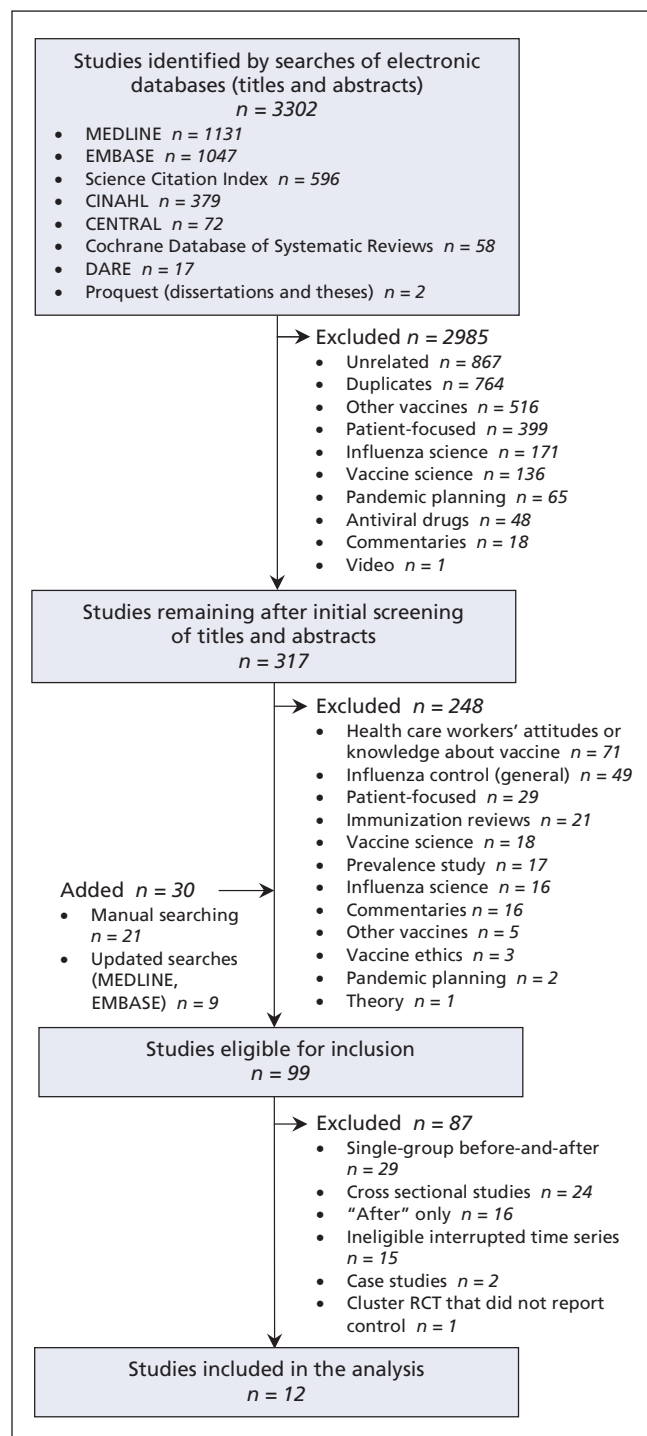 Studies identified by searches of electronic
databases (titles and abstracts)
n = 3302
• MEDLINE n = 1131
• EMBASE n = 1047
• Science Citation Index n = 596
• CINAHL n = 379
• CENTRAL n = 72
• Cochrane Database of Systematic Reviews n = 58
• DARE n = 17
• Proquest (dissertations and theses) n = 2
Excluded n = 2985
• Unrelated n = 867
• Duplicates n = 764
• Other vaccines n = 516
• Patient-focused n = 399
• Influenza science n = 171
• Vaccine science n = 136
• Pandemic planning n = 65
• Antiviral drugs n = 48
• Commentaries n = 18
• Video n = 1
Studies remaining after initial screening
of titles and abstracts
n = 317
Excluded n = 248
• Health care workers’ attitudes or
knowledge about vaccine n = 71
• Influenza control (general) n = 49
• Patient-focused n = 29
• Immunization reviews n = 21
• Vaccine science n = 18
• Prevalence study n = 17
• Influenza science n = 16
• Commentaries n = 16
• Other vaccines n = 5
• Vaccine ethics n = 3
• Pandemic planning n = 2
• Theory n = 1
Added n = 30
• Manual searching
n = 21
• Updated searches
(MEDLINE,
EMBASE) n = 9
Studies eligible for inclusion
n = 99
Excluded n = 87
• Single-group before-and-after
n = 29
• Cross sectional studies n = 24
• “After” only n = 16
• Ineligible interrupted time series
n = 15
• Case studies n = 2
• Cluster RCT that did not report
control n = 1
Studies included in the analysis
n = 12